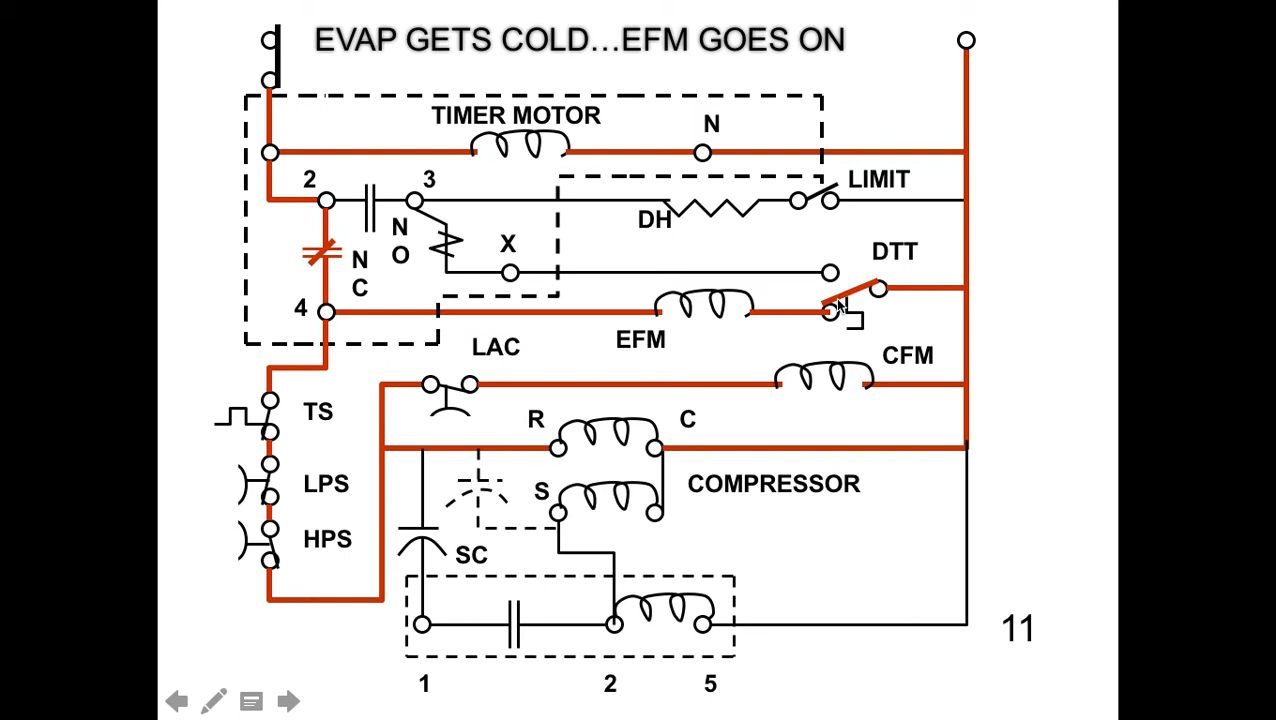 EVAP GETS COLD...EFM GOES ON
TIMER MOTOR
N
2
3
LIMIT
N
O
DH
X
DTT
N
C
4
EFM
LAC
CFM
TS
R
C
LPS
S
COMPRESSOR
HPS
SC
11
1
2
5